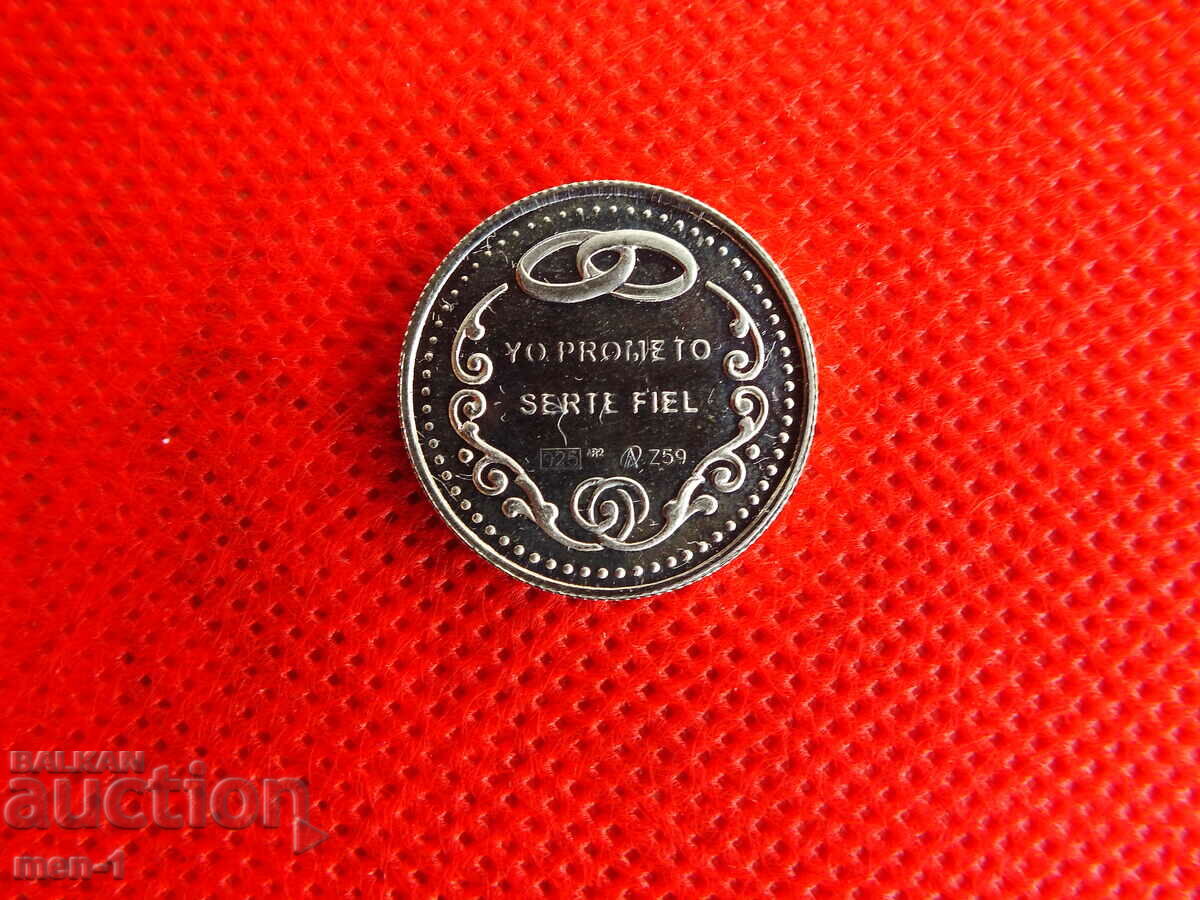 YO PROMETO
SERTE FIEL
925 Z59
BALKAN
auction
men-1